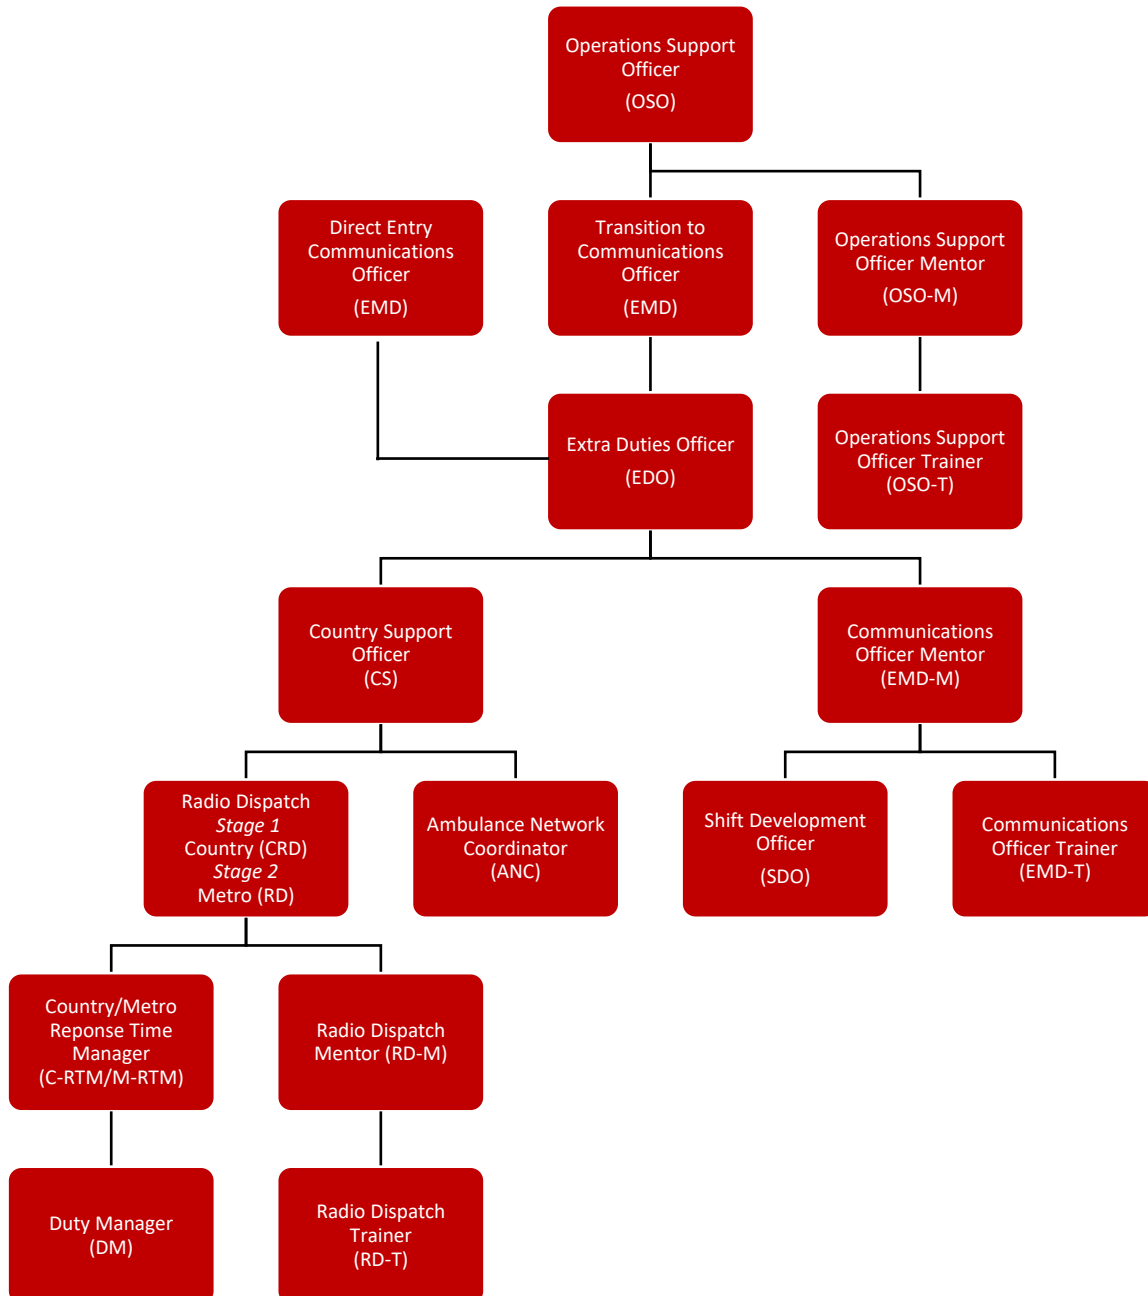 Operations Support
Officer
(OSO)
Direct Entry
Communications
Officer
(EMD)
Transition to
Communications
Officer
(EMD)
Operations Support
Officer Mentor
(OSO-M)
Extra Duties Officer
(EDO)
Operations Support
Officer Trainer
(OSO-T)
Country Support
Officer
(CS)
Communications
Officer Mentor
(EMD-M)
Radio Dispatch
Stage 1
Country (CRD)
Stage 2
Metro (RD)
Ambulance Network
Coordinator
(ANC)
Shift Development
Officer
(SDO)
Communications
Officer Trainer
(EMD-T)
Country/Metro
Reponse Time
Manager
(C-RTM/M-RTM)
Radio Dispatch
Mentor (RD-M)
Duty Manager
(DM)
Radio Dispatch
Trainer
(RD-T)